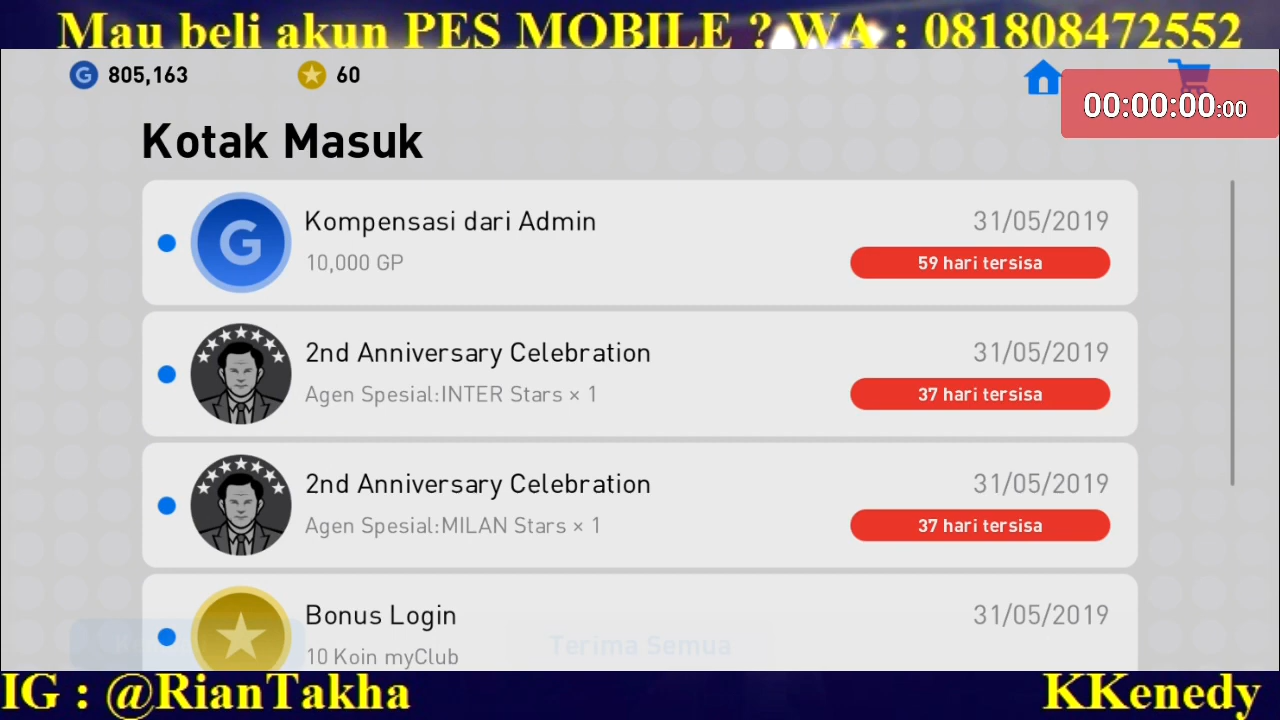 Mau beli akun PES MOBILE ? WA : 081808472552
G 805,163 60
00:00:00:00
Kotak Masuk
G
Kompensasi dari Admin 31/05/2019
10,000 GP 59 hari tersisa
2nd Anniversary Celebration 31/05/2019
Agen Spesial:INTER Stars × 1 37 hari tersisa
2nd Anniversary Celebration 31/05/2019
Agen Spesial:MILAN Stars × 1 37 hari tersisa
Bonus Login 31/05/2019
Terima Semua
10 Koin myClub
IG : @RianTakha KKenedy